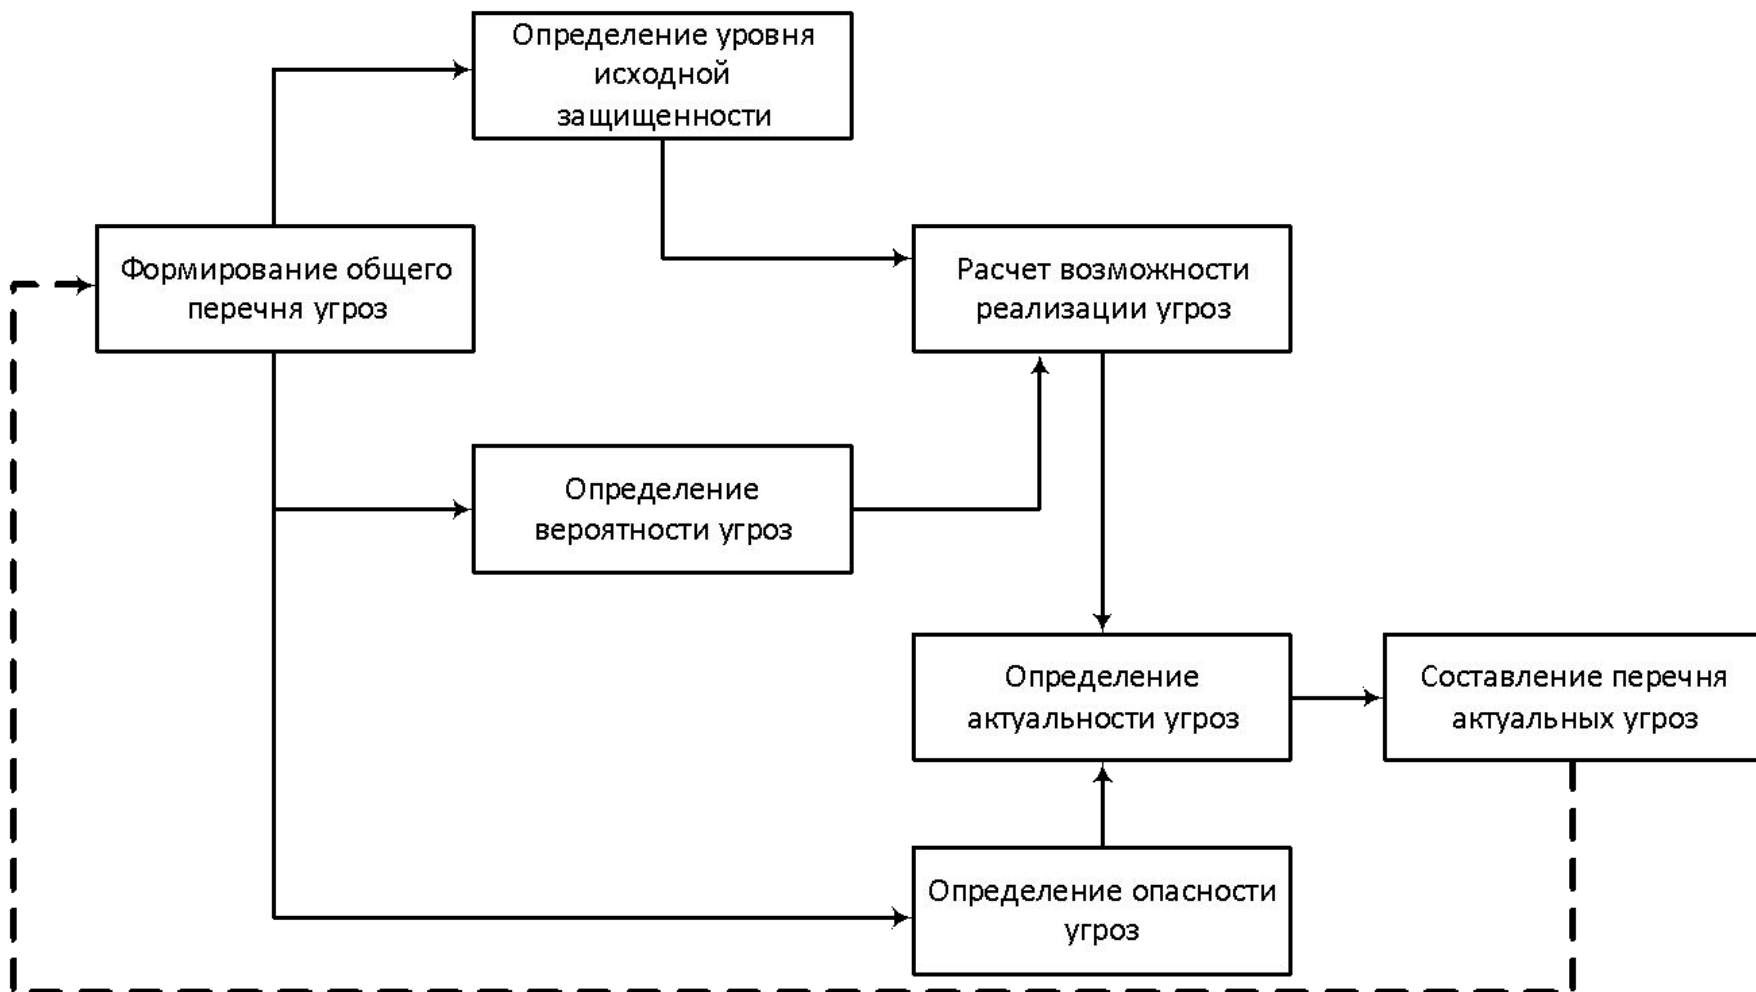 Определение уровня
исходной
защищенности
Формирование общего
перечня угроз
Расчет возможности
реализации угроз
Определение
вероятности угроз
Определение
актуальности угроз
Составление перечня
актуальных угроз
Определение опасности
угроз